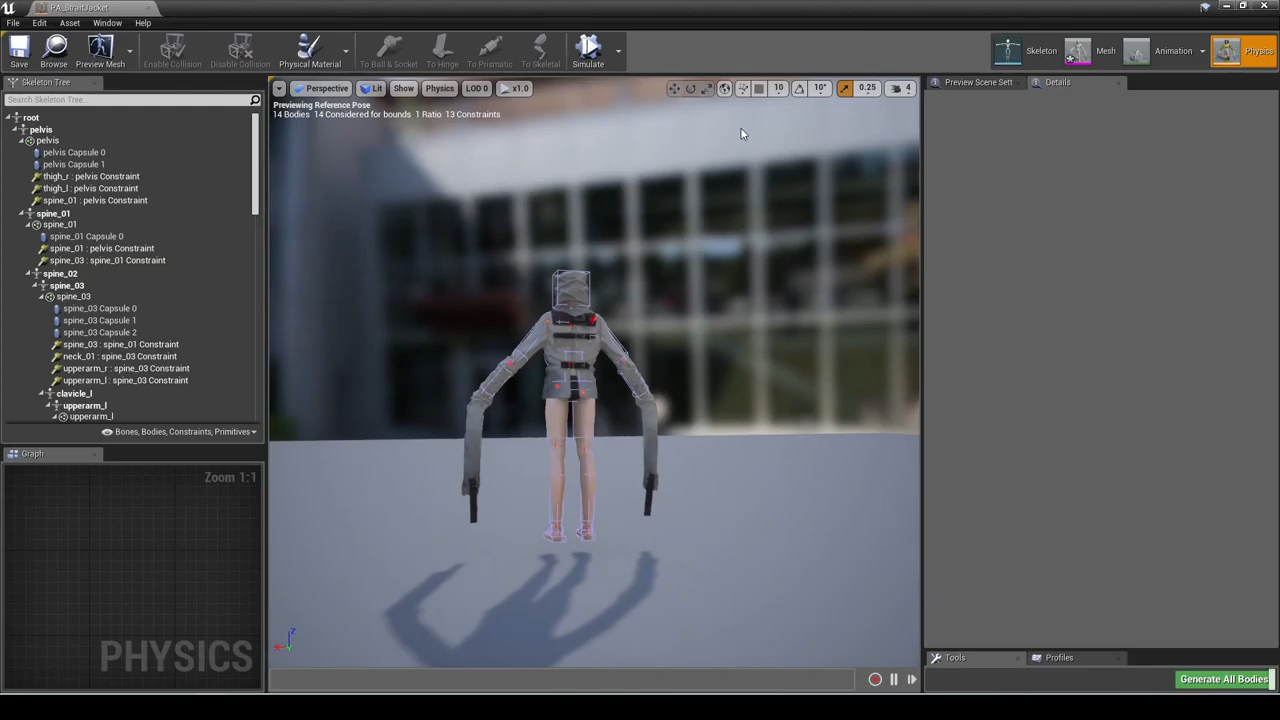 PA_StraitJacket
File Edit Asset Window Help
Save
Browse
Preview Mesh
Enable Collision
Disable Collision
Physical Material
To Ball & Socket
To Hinge
To Prismatic
To Skeletal
Simulate
Skeleton
Mesh
Animation
Physics
Skeleton Tree
Search Skeleton Tree...
root
pelvis
pelvis
pelvis Capsule 0
pelvis Capsule 1
thigh_r : pelvis Constraint
thigh_l : pelvis Constraint
spine_01 : pelvis Constraint
spine_01
spine_01
spine_01 Capsule 0
spine_01 : pelvis Constraint
spine_03 : spine_01 Constraint
spine_02
spine_03
spine_03
spine_03 Capsule 0
spine_03 Capsule 1
spine_03 Capsule 2
spine_03 : spine_01 Constraint
neck_01 : spine_03 Constraint
upperarm_r : spine_03 Constraint
upperarm_l : spine_03 Constraint
clavicle_l
upperarm_l
upperarm_l
Bones, Bodies, Constraints, Primitives
Graph
Zoom 1:1
PHYSICS
Perspective Lit Show Physics LOD 0 x1.0
10 10° 0.25 4
Previewing Reference Pose
14 Bodies 14 Considered for bounds 1 Ratio 13 Constraints
Z
Preview Scene Sett
Details
Tools
Profiles
Generate All Bodies